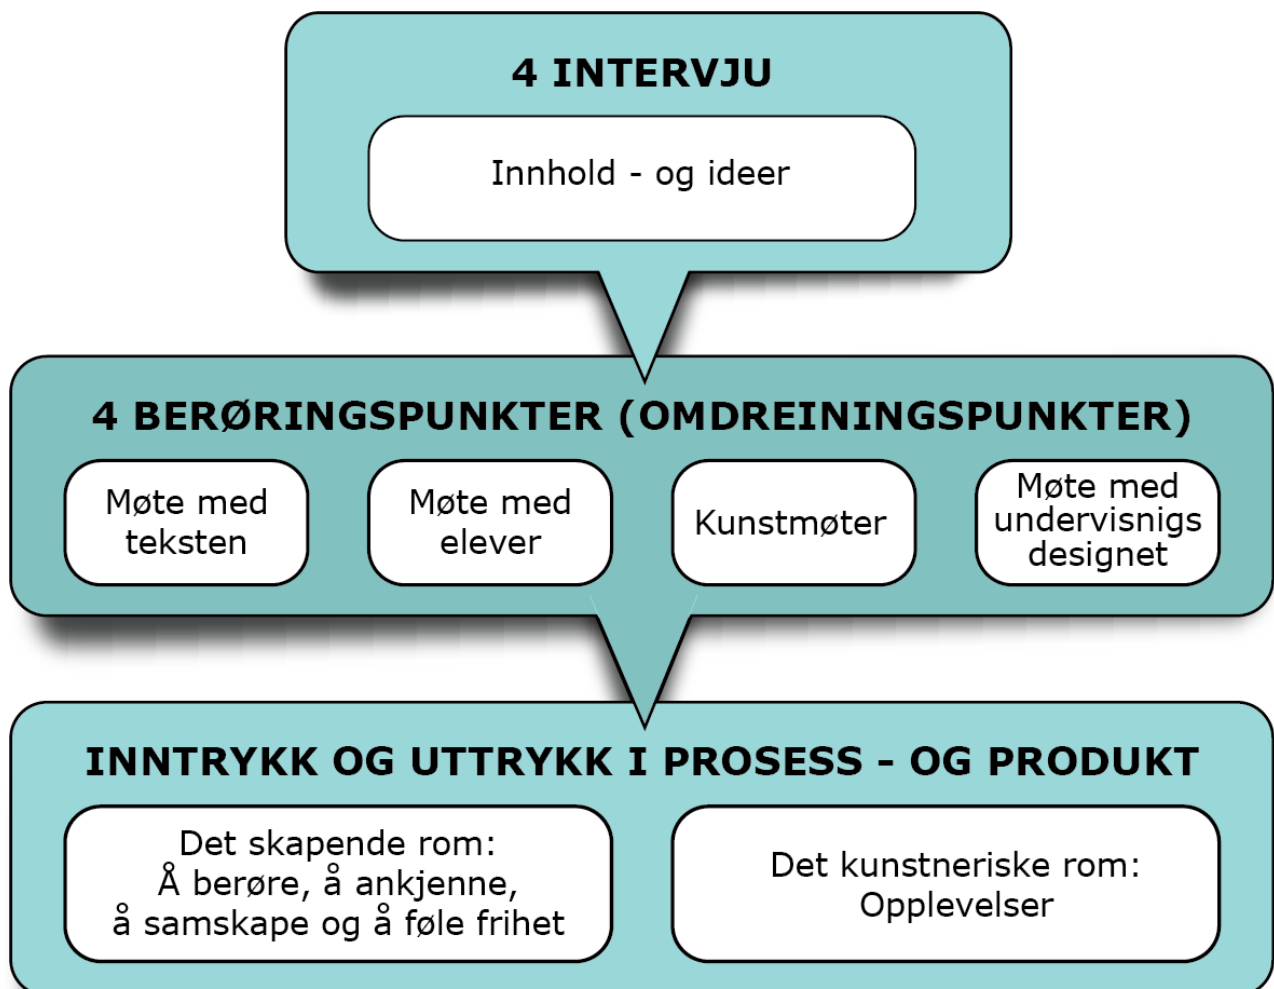 4 INTERVJU
Innhold - og ideer
4 BERØRINGSPUNKTER (OMDREININGSPUNKTER)
Møte med
teksten
Møte med
elever
Kunstmøter
Møte med
undervisnigs
designet
INNTRYKK OG UTTRYKK I PROSESS - OG PRODUKT
Det skapende rom:
Å berøre, å ankjenne,
å samskape og å føle frihet
Det kunstneriske rom:
Opplevelser